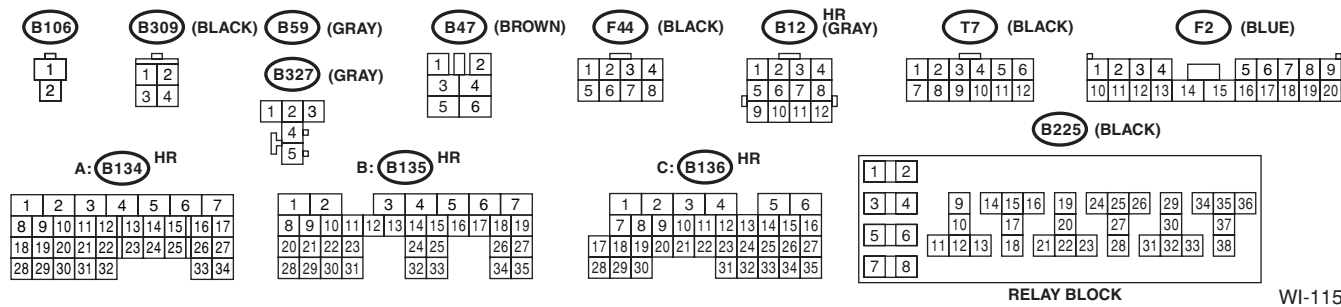 B106 B309 (BLACK) B59 (GRAY) B47 (BROWN) F44 (BLACK) B12 HR (GRAY) T7 (BLACK) F2 (BLUE)
B327 (GRAY)
1
2
1 2
3 4
1 2 3
4
5
1 2
3 4
5 6
1 2 3 4
5 6 7 8
1 2 3 4
5 6 7 8
9 10 11 12
1 2 3 4 5 6
7 8 9 10 11 12
1 2 3 4 5 6 7 8 9
10 11 12 13 14 15 16 17 18 19 20
A: B134 HR
1 2 3 4 5 6 7
8 9 10 11 12 13 14 15 16 17
18 19 20 21 22 23 24 25 26 27
28 29 30 31 32 33 34
B: B135 HR
1 2 3 4 5 6 7
8 9 10 11 12 13 14 15 16 17 18 19
20 21 22 23 24 25 26 27
28 29 30 31 32 33 34 35
C: B136 HR
1 2 3 4 5 6
7 8 9 10 11 12 13 14 15 16
17 18 19 20 21 22 23 24 25 26 27
28 29 30 31 32 33 34 35
B225 (BLACK)
1 2
3 4 9 14 15 16 19 24 25 26 29 34 35 36
10 17 20 27 30 37
5 6 11 12 13 18 21 22 23 28 31 32 33 38
7 8
RELAY BLOCK
WI-115